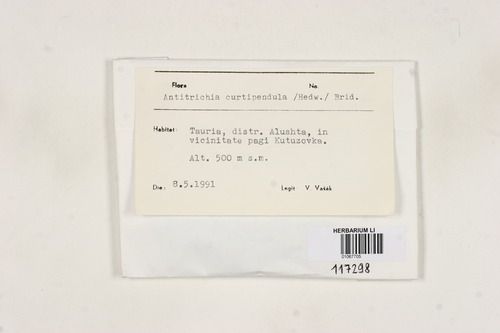 Flora No.
Antitrichia curtipendula /Hedw./ Brid.
Habitat: Tauria, distr. Alushta, in
vicinitate pagi Kutuzovka.
Alt. 500 m s.m.
Die: 8.5.1991 Legit V. Vašák
HERBARIUM LI
01067705
117298